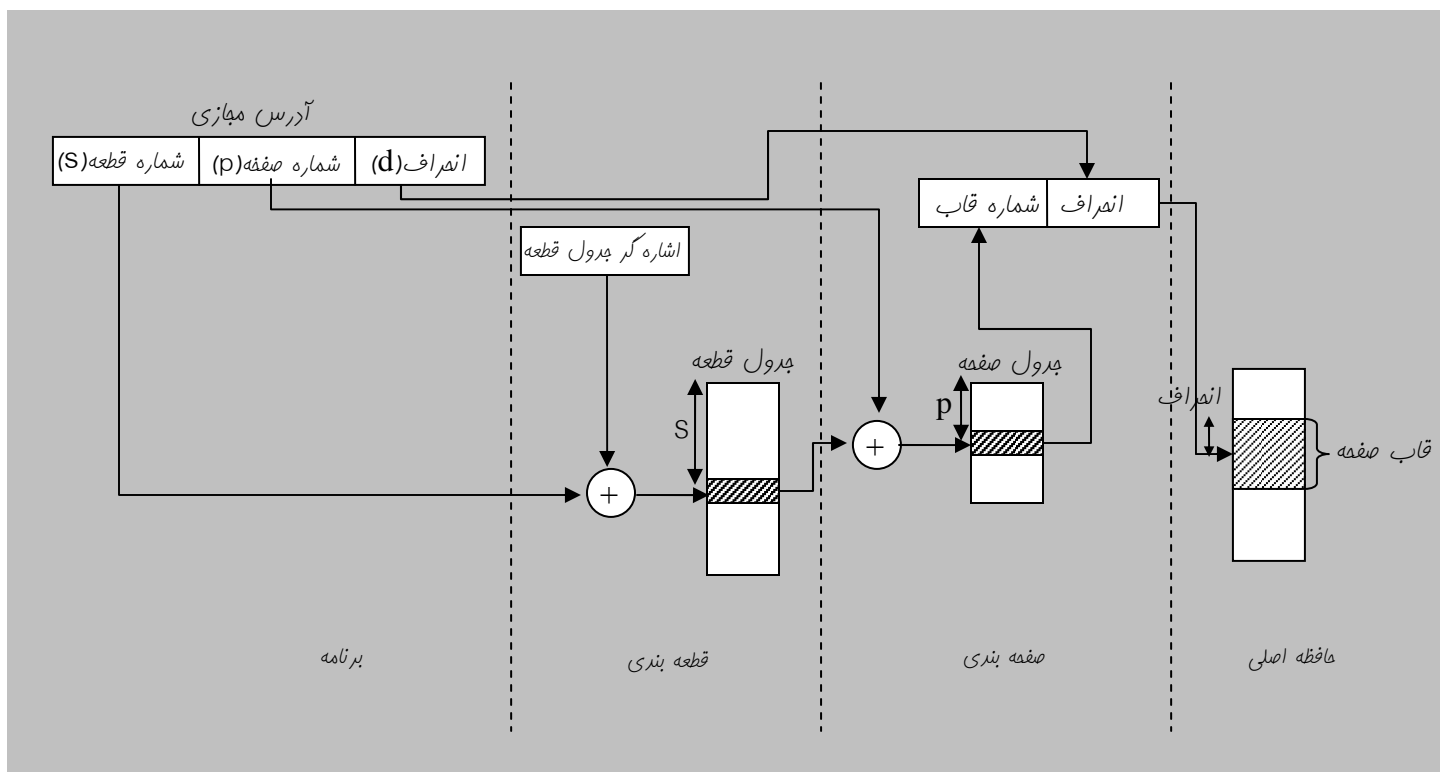 آدرس مجازی
شماره قطعه(S)
شماره صفحه(p)
انحراف(d)
شماره قاب
انحراف
اشاره گر جدول قطعه
جدول قطعه
جدول صفحه
S
p
+
+
انحراف
قاب صفحه
برنامه
قطعه بندی
صفحه بندی
حافظه اصلی